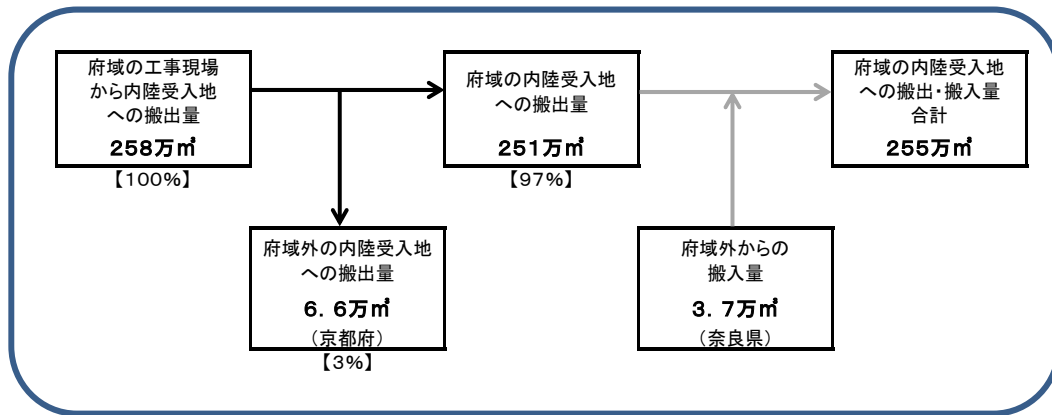 府域の工事現場
から内陸受入地
への搬出量
258万㎥
【100%】
府域の内陸受入地
への搬出量
251万㎥
【97%】
府域の内陸受入地
への搬出・搬入量
合計
255万㎥
府域外の内陸受入地
への搬出量
6．6万㎥
（京都府）
【3%】
府域外からの
搬入量
3．7万㎥
（奈良県）